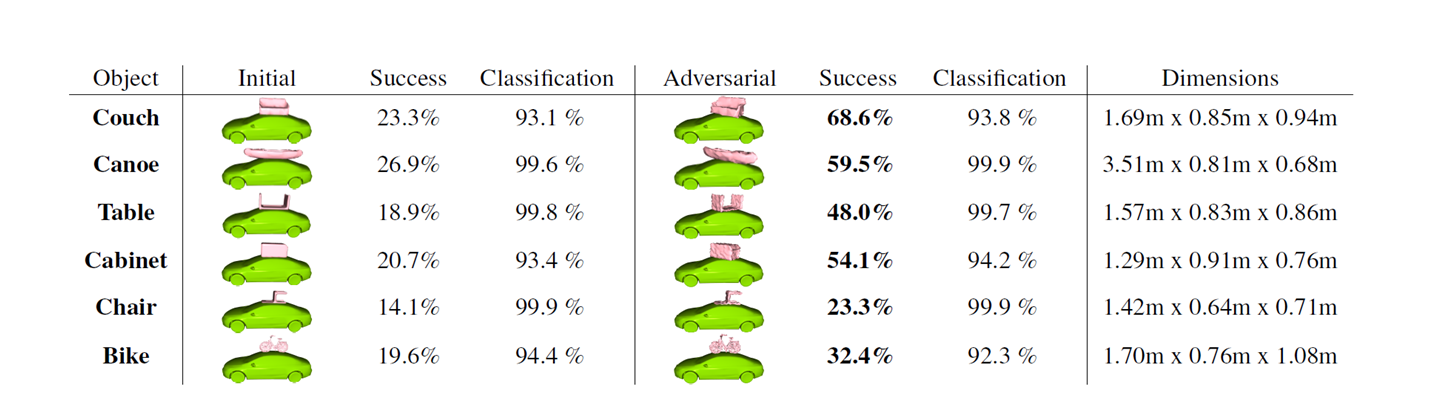 Object Initial Success Classification Adversarial Success Classification Dimensions
Couch 23.3% 93.1 % 68.6% 93.8 % 1.69m x 0.85m x 0.94m
Canoe 26.9% 99.6 % 59.5% 99.9 % 3.51m x 0.81m x 0.68m
Table 18.9% 99.8 % 48.0% 99.7 % 1.57m x 0.83m x 0.86m
Cabinet 20.7% 93.4 % 54.1% 94.2 % 1.29m x 0.91m x 0.76m
Chair 14.1% 99.9 % 23.3% 99.9 % 1.42m x 0.64m x 0.71m
Bike 19.6% 94.4 % 32.4% 92.3 % 1.70m x 0.76m x 1.08m